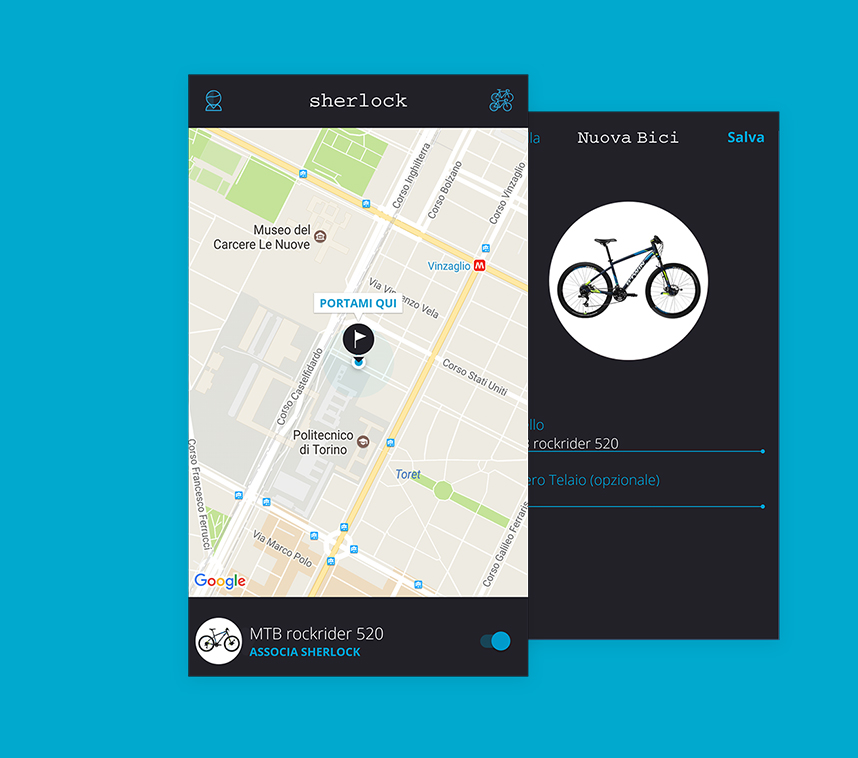 sherlock
Corso Inghilterra
Corso Bolzano
Corso Vinzaglio
Museo del
Carcere Le Nuove
Vinzaglio
Via Vincenzo Vela
PORTAMI QUI
Corso Castelfidardo
Corso Stati Uniti
Politecnico
di Torino
Toret
Corso Francesco Ferrucci
Via Marco Polo
Corso Galileo Ferraris
Google
MTB rockrider 520
ASSOCIA SHERLOCK
la
Nuova Bici
Salva
llo
rockrider 520
ero Telaio (opzionale)